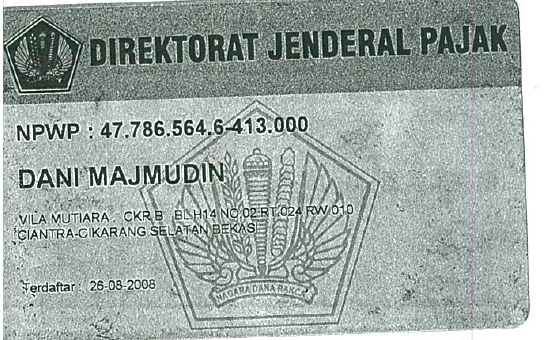 DIREKTORAT JENDERAL PAJAK
NPWP : 47.786.564.6-413.000
DANI MAJMUDIN
VILA MUTIARA . CKR.B BL.H14 NO.02 RT.024 RW.010
CIANTRA-CIKARANG SELATAN BEKASI
Terdaftar : 26-08-2008
NAGARA DANA RAKCA